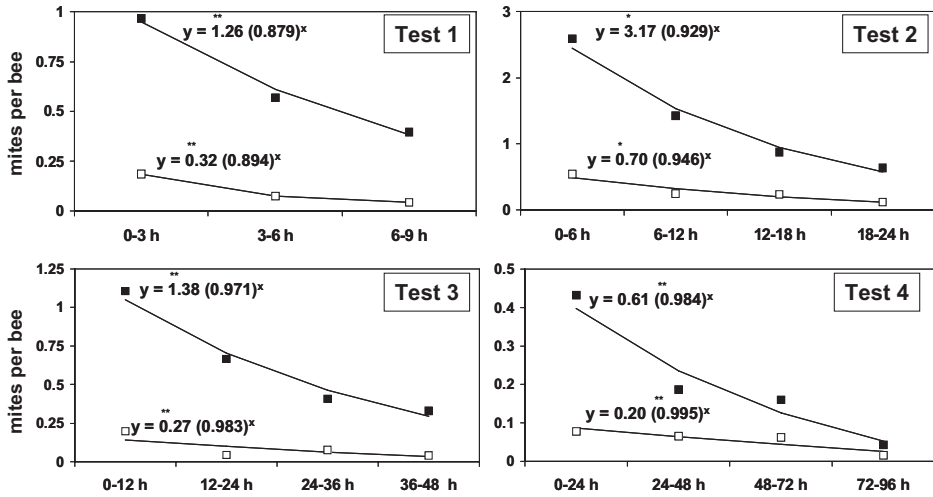 mites per bee
1
0.75
0.5
0.25
0
**
y = 1.26 (0.879)ˣ
Test 1
**
y = 0.32 (0.894)ˣ
0-3 h 3-6 h 6-9 h
3
2
1
0
*
y = 3.17 (0.929)ˣ
Test 2
*
y = 0.70 (0.946)ˣ
0-6 h 6-12 h 12-18 h 18-24 h
mites per bee
1.25
1
0.75
0.5
0.25
0
**
y = 1.38 (0.971)ˣ
Test 3
**
y = 0.27 (0.983)ˣ
0-12 h 12-24 h 24-36 h 36-48 h
0.5
0.4
0.3
0.2
0.1
0
**
y = 0.61 (0.984)ˣ
Test 4
**
y = 0.20 (0.995)ˣ
0-24 h 24-48 h 48-72 h 72-96 h